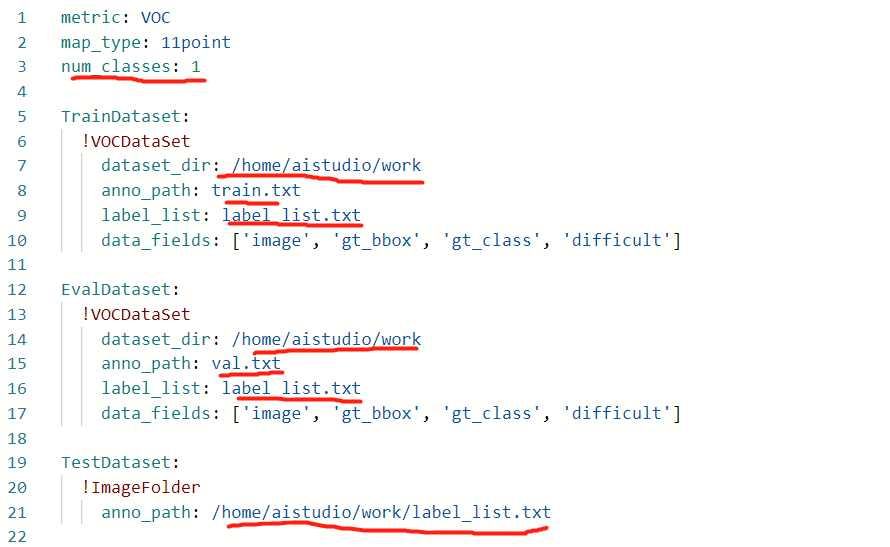 1 metric: VOC
2 map_type: 11point
3 num_classes: 1
4
5 TrainDataset:
6 !VOCDataSet
7 dataset_dir: /home/aistudio/work
8 anno_path: train.txt
9 label_list: label_list.txt
10 data_fields: ['image', 'gt_bbox', 'gt_class', 'difficult']
11
12 EvalDataset:
13 !VOCDataSet
14 dataset_dir: /home/aistudio/work
15 anno_path: val.txt
16 label_list: label_list.txt
17 data_fields: ['image', 'gt_bbox', 'gt_class', 'difficult']
18
19 TestDataset:
20 !ImageFolder
21 anno_path: /home/aistudio/work/label_list.txt
22